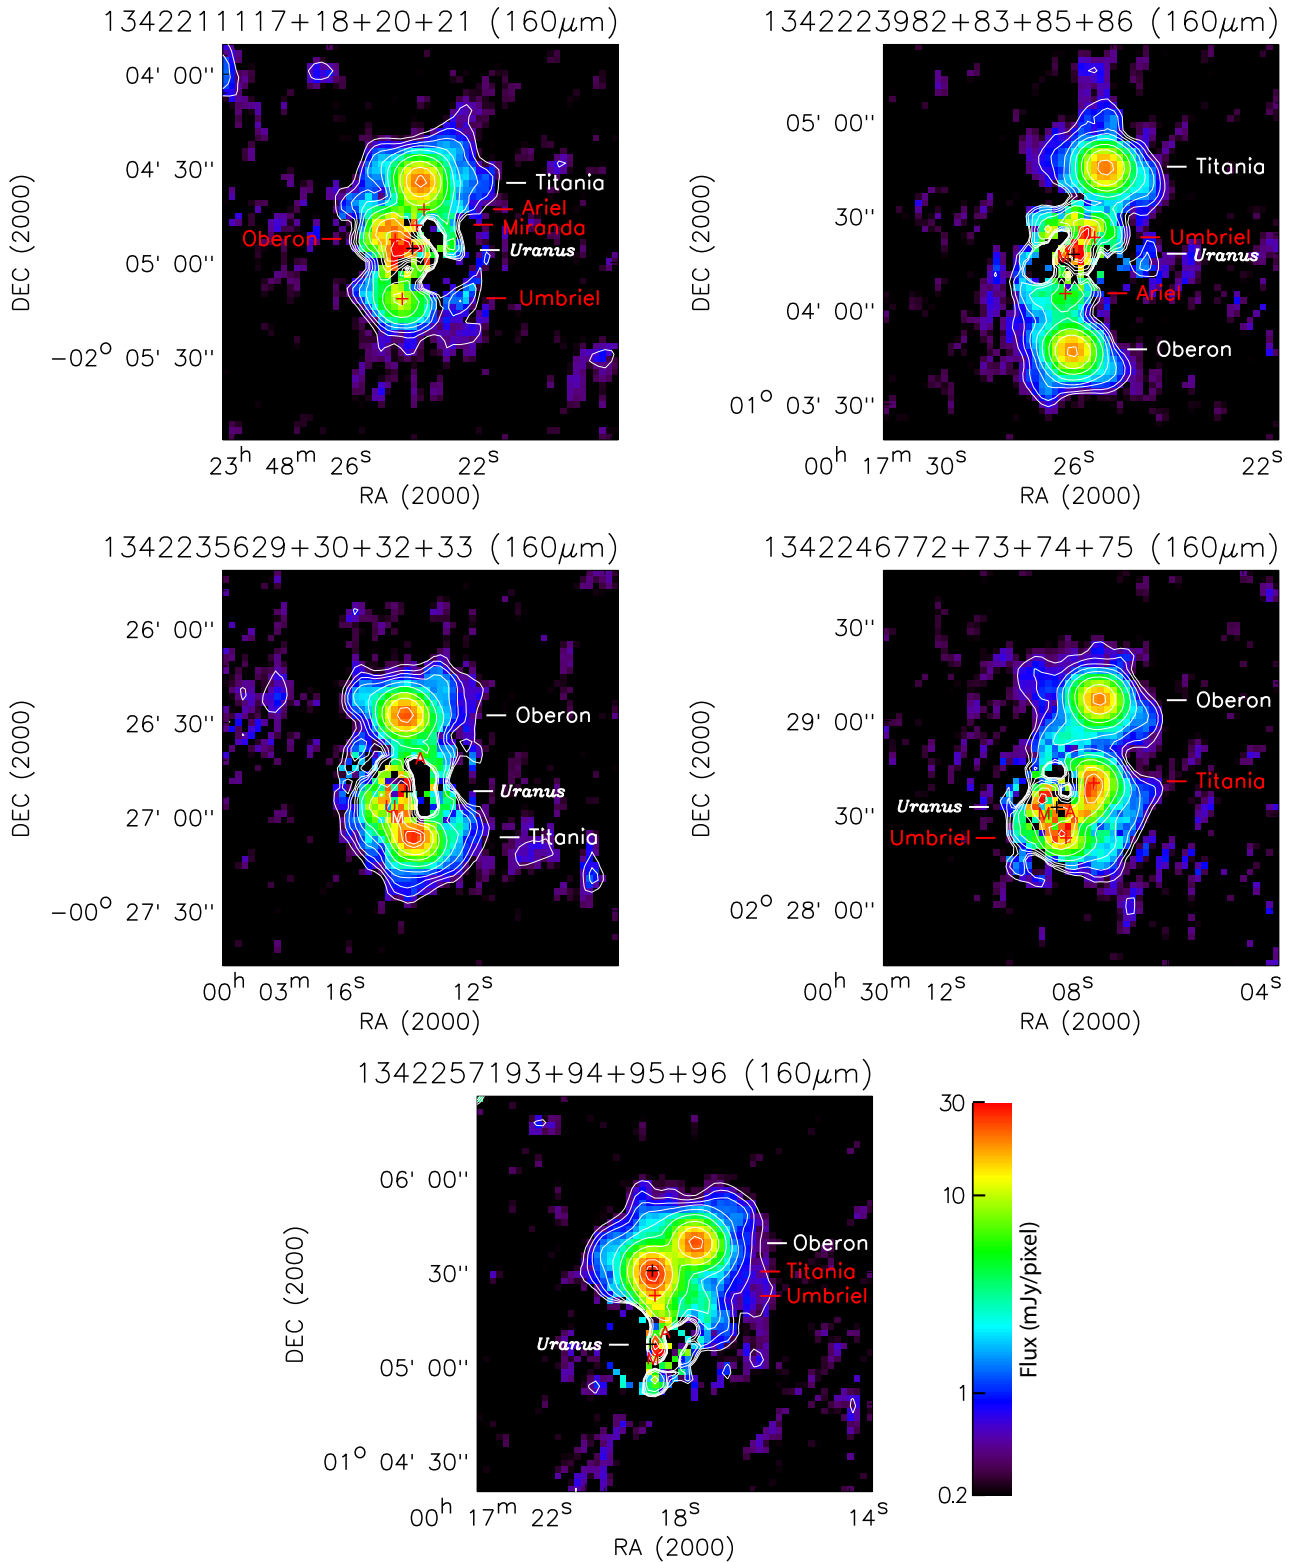 1342211117+18+20+21 (160μm)
04' 00"
04' 30"
05' 00"
−02° 05' 30"
DEC (2000)
Titania
Ariel
Miranda
Oberon
Uranus
Umbriel
23h 48m 26s 22s
RA (2000)
1342223982+83+85+86 (160μm)
05' 00"
30"
04' 00"
01° 03' 30"
DEC (2000)
Titania
Umbriel
M
Uranus
Ariel
Oberon
00h 17m 30s 26s 22s
RA (2000)
1342235629+30+32+33 (160μm)
26' 00"
26' 30"
27' 00"
−00° 27' 30"
DEC (2000)
Oberon
A
Uranus
U
M
Titania
00h 03m 16s 12s
RA (2000)
1342246772+73+74+75 (160μm)
30"
29' 00"
30"
02° 28' 00"
DEC (2000)
Oberon
Titania
Uranus
M
A
Umbriel
00h 30m 12s 08s 04s
RA (2000)
1342257193+94+95+96 (160μm)
06' 00"
30"
05' 00"
01° 04' 30"
DEC (2000)
Oberon
Titania
Umbriel
A
Uranus
M
00h 17m 22s 18s 14s
RA (2000)
30
10
1
0.2
Flux (mJy/pixel)